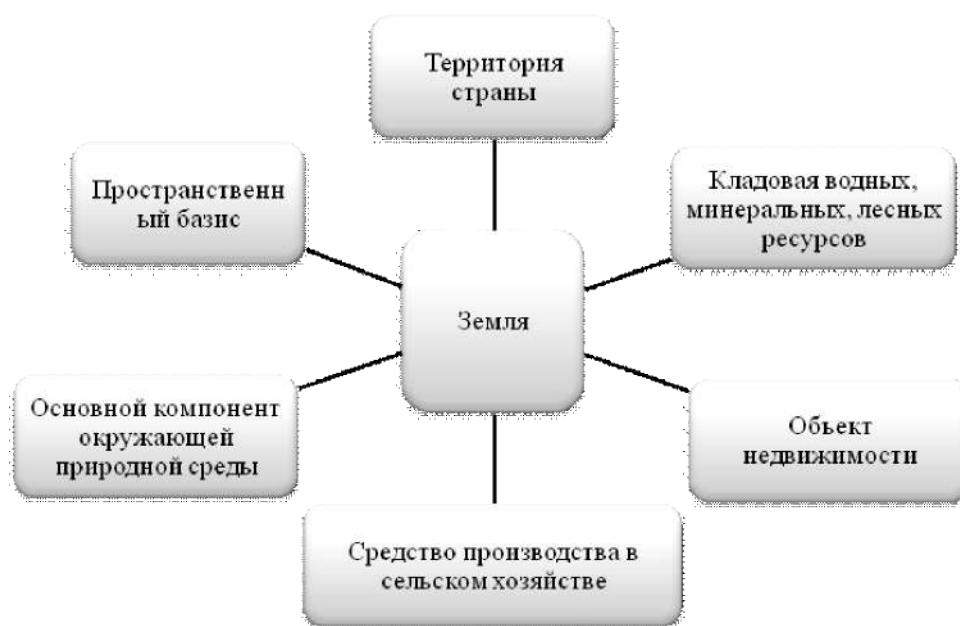 Территория
страны
Пространственн
ый базис
Кладовая водных,
минеральных, лесных
ресурсов
Земля
Основной компонент
окружающей
природной среды
Объект
недвижимости
Средство производства в
сельском хозяйстве